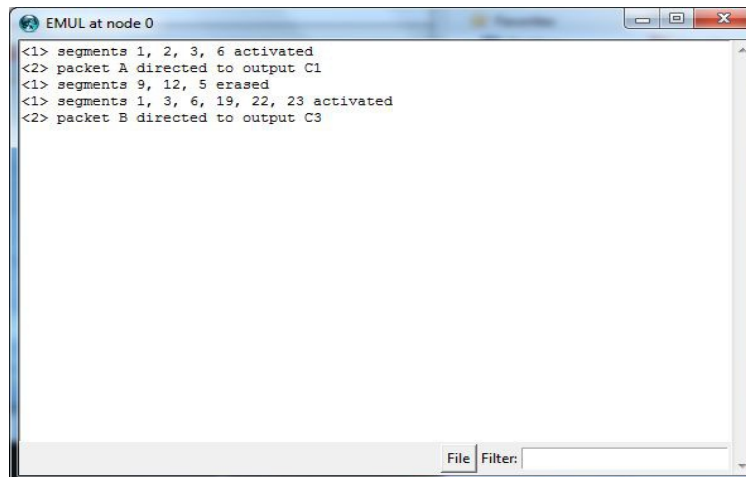 EMUL at node 0
<1> segments 1, 2, 3, 6 activated
<2> packet A directed to output C1
<1> segments 9, 12, 5 erased
<1> segments 1, 3, 6, 19, 22, 23 activated
<2> packet B directed to output C3
File Filter: